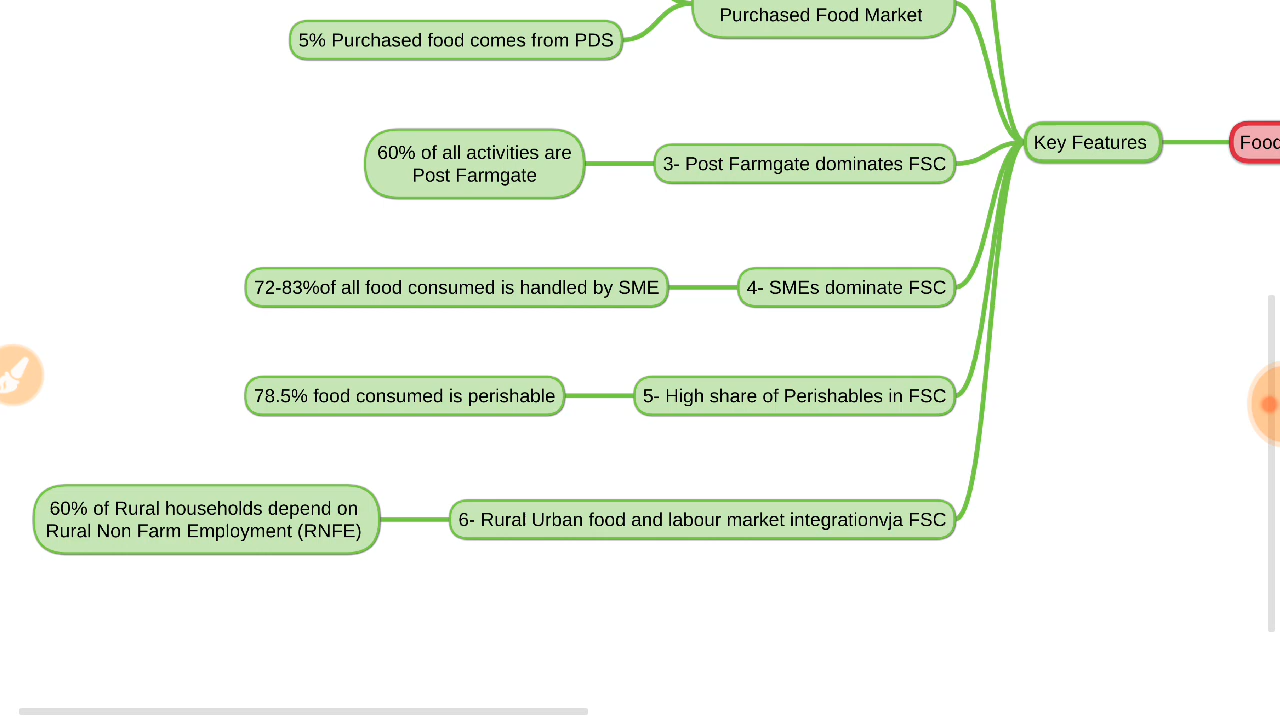 Purchased Food Market
5% Purchased food comes from PDS
Key Features
Food
60% of all activities are
Post Farmgate
3- Post Farmgate dominates FSC
72-83%of all food consumed is handled by SME
4- SMEs dominate FSC
78.5% food consumed is perishable
5- High share of Perishables in FSC
60% of Rural households depend on
Rural Non Farm Employment (RNFE)
6- Rural Urban food and labour market integrationvja FSC